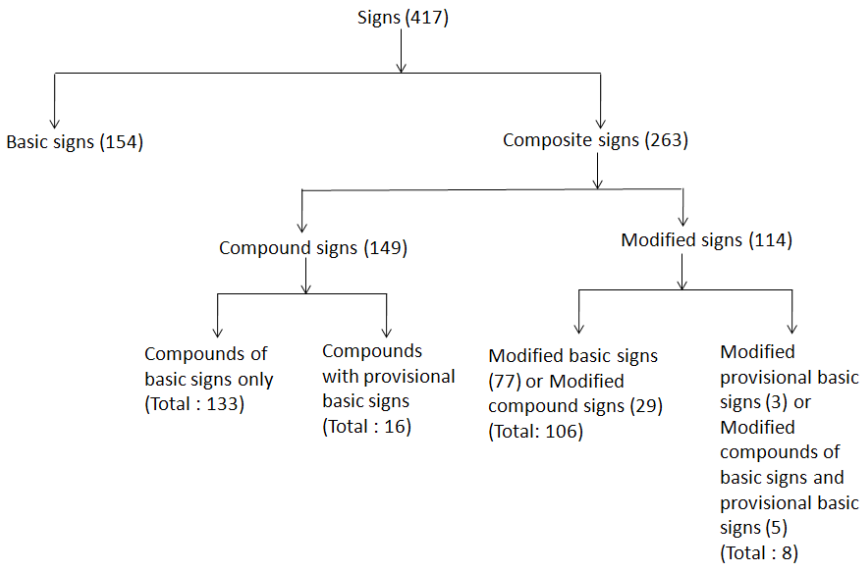 Signs (417)
Basic signs (154)
Composite signs (263)
Compound signs (149)
Modified signs (114)
Compounds of
basic signs only
(Total : 133)
Compounds
with provisional
basic signs
(Total : 16)
Modified basic signs
(77) or Modified
compound signs (29)
(Total: 106)
Modified
provisional basic
signs (3) or
Modified
compounds of
basic signs and
provisional basic
signs (5)
(Total : 8)